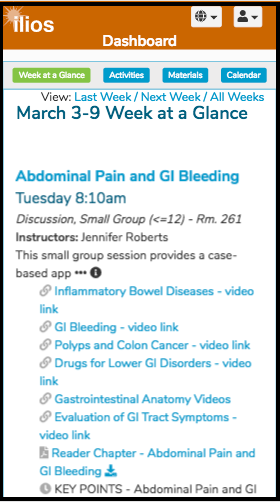 ilios
Dashboard
Week at a Glance Activities Materials Calendar
View: Last Week / Next Week / All Weeks
March 3-9 Week at a Glance
Abdominal Pain and GI Bleeding
Tuesday 8:10am
Discussion, Small Group (<=12) - Rm. 261
Instructors: Jennifer Roberts
This small group session provides a case-
based app •••
Inflammatory Bowel Diseases - video
link
GI Bleeding - video link
Polyps and Colon Cancer - video link
Drugs for Lower GI Disorders - video
link
Gastrointestinal Anatomy Videos
Evaluation of GI Tract Symptoms -
video link
Reader Chapter - Abdominal Pain and
GI Bleeding
KEY POINTS - Abdominal Pain and GI